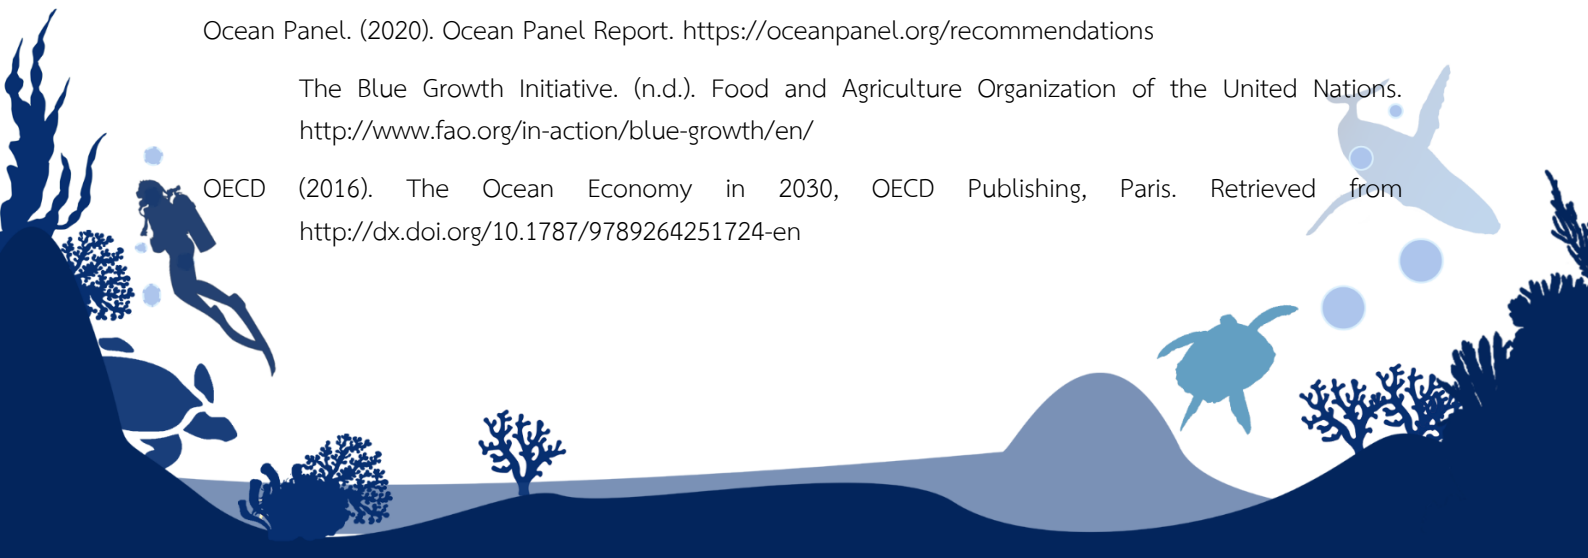 Ocean Panel. (2020). Ocean Panel Report. https://oceanpanel.org/recommendations
The Blue Growth Initiative. (n.d.). Food and Agriculture Organization of the United Nations.
http://www.fao.org/in-action/blue-growth/en/
OECD (2016). The Ocean Economy in 2030, OECD Publishing, Paris. Retrieved from
http://dx.doi.org/10.1787/9789264251724-en